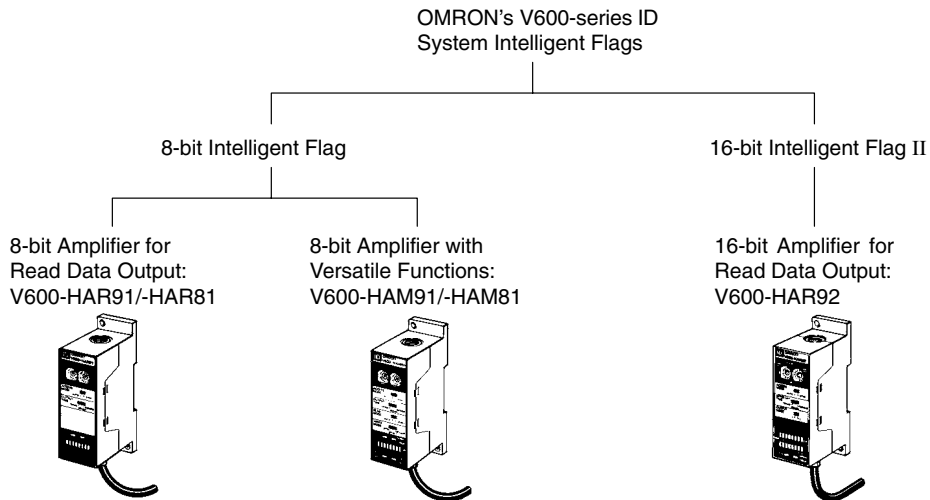 OMRON's V600-series ID
System Intelligent Flags
8-bit Intelligent Flag
16-bit Intelligent Flag II
8-bit Amplifier for
Read Data Output:
V600-HAR91/-HAR81
8-bit Amplifier with
Versatile Functions:
V600-HAM91/-HAM81
16-bit Amplifier for
Read Data Output:
V600-HAR92